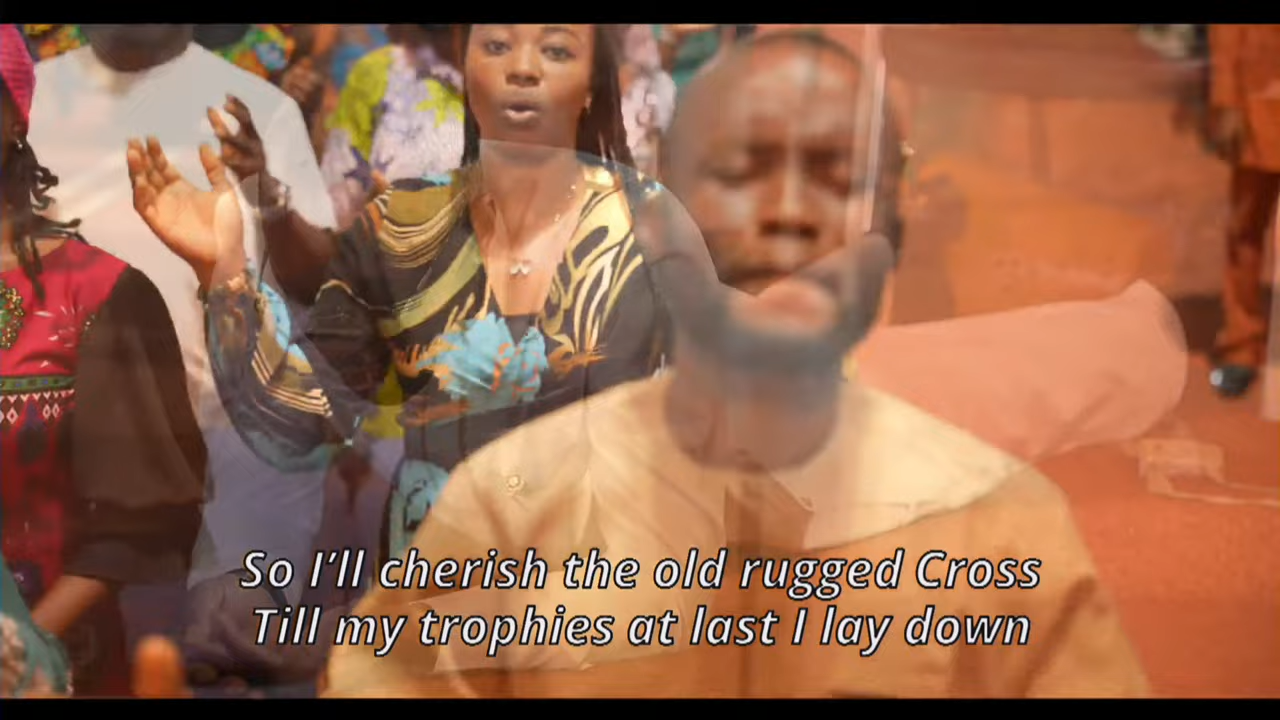 So I’ll cherish the old rugged Cross
Till my trophies at last I lay down